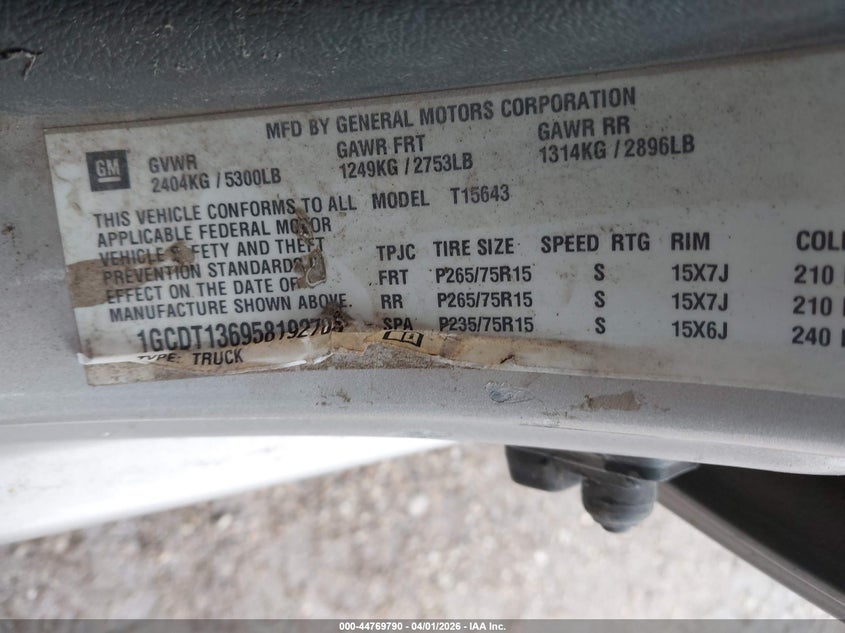 MFD BY GENERAL MOTORS CORPORATION
GM
GVWR GAWR FRT GAWR RR
2404KG / 5300LB 1249KG / 2753LB 1314KG / 2896LB
THIS VEHICLE CONFORMS TO ALL MODEL T15643
APPLICABLE FEDERAL MOTOR
VEHICLE SAFETY AND THEFT
PREVENTION STANDARDS
EFFECT ON THE DATE OF
MANUFACTURE SHOWN ABOVE.
TPJC TIRE SIZE SPEED RTG RIM COL
FRT P265/75R15 S 15X7J 210
RR P265/75R15 S 15X7J 210
SPA P235/75R15 S 15X6J 240
TYPE: TRUCK
000-44769790 - 04/01/2026 - IAA Inc.